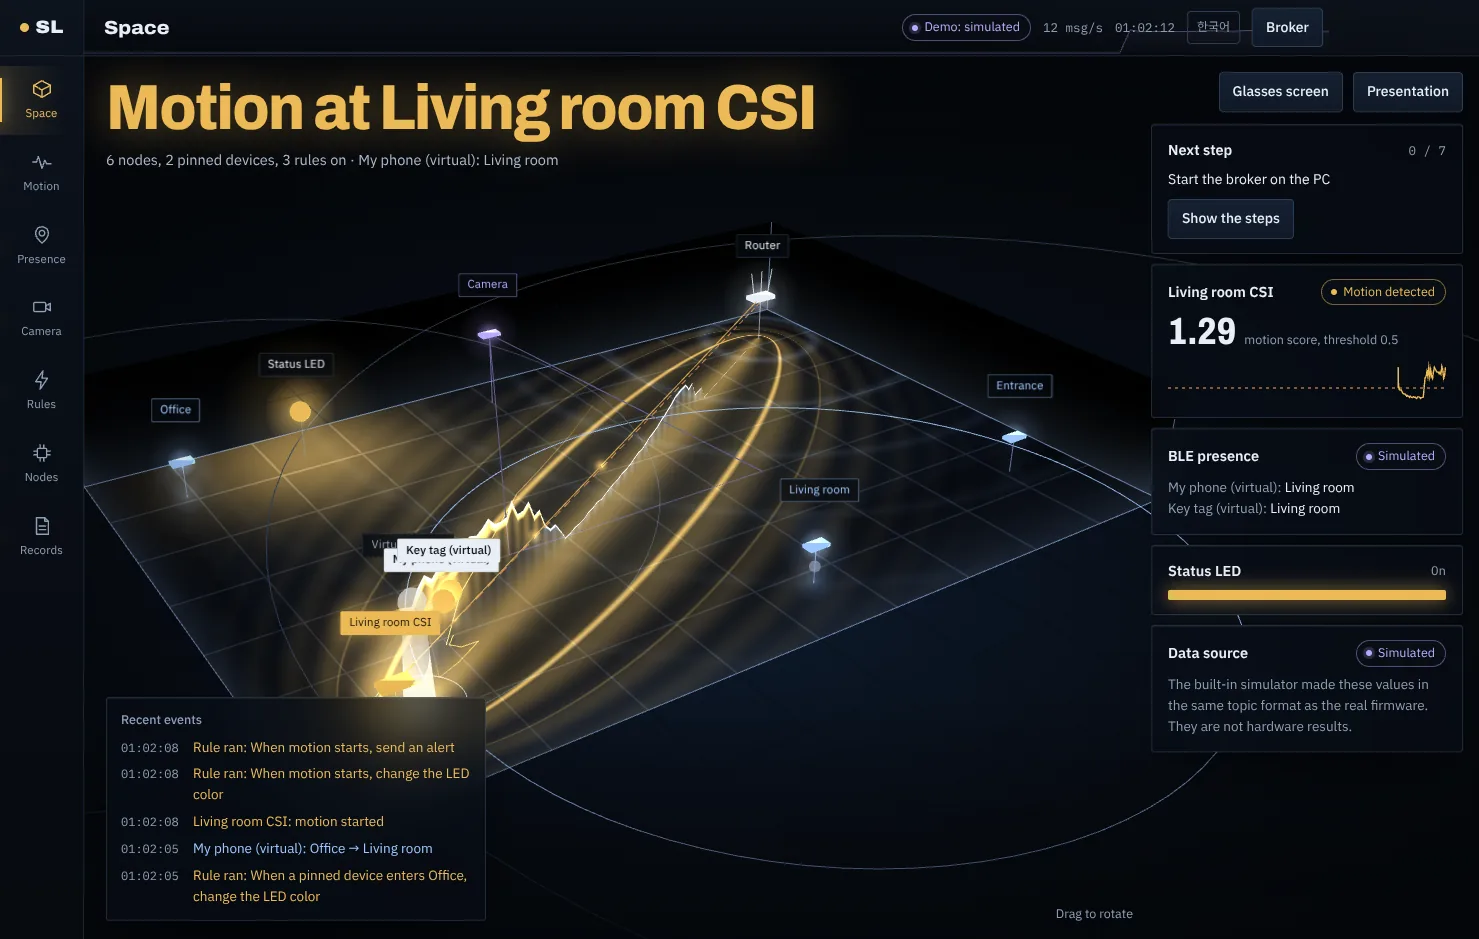 SL
Space
Demo: simulated
12 msg/s
01:02:12
한국어
Broker
Space
Motion
Presence
Camera
Rules
Nodes
Records
Motion at Living room CSI
6 nodes, 2 pinned devices, 3 rules on · My phone (virtual): Living room
Glasses screen
Presentation
Next step
0 / 7
Start the broker on the PC
Show the steps
Living room CSI
Motion detected
1.29 motion score, threshold 0.5
BLE presence
Simulated
My phone (virtual): Living room
Key tag (virtual): Living room
Status LED
On
Data source
Simulated
The built-in simulator made these values in
the same topic format as the real firmware.
They are not hardware results.
Router
Camera
Status LED
Office
Entrance
Living room
Key tag (virtual)
Living room CSI
Recent events
01:02:08 Rule ran: When motion starts, send an alert
01:02:08 Rule ran: When motion starts, change the LED
color
01:02:08 Living room CSI: motion started
01:02:05 My phone (virtual): Office → Living room
01:02:05 Rule ran: When a pinned device enters Office,
change the LED color
Drag to rotate